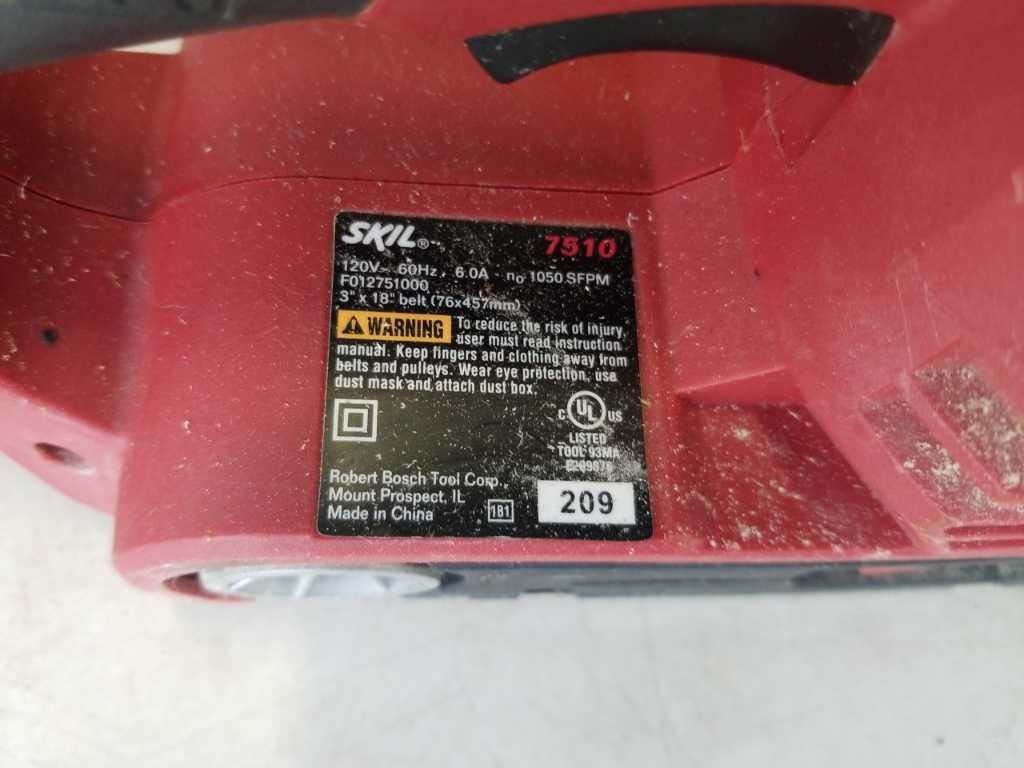 SKIL® 7510
120V~ 60Hz 6.0A n₀ 1050 SFPM
F012751000
3" x 18" belt (76x457mm)
WARNING To reduce the risk of injury,
user must read instruction
manual. Keep fingers and clothing away from
belts and pulleys. Wear eye protection, use
dust mask and attach dust box.
C UL US
LISTED
TOOL 93MA
Robert Bosch Tool Corp.
Mount Prospect, IL
Made in China 1B1 209